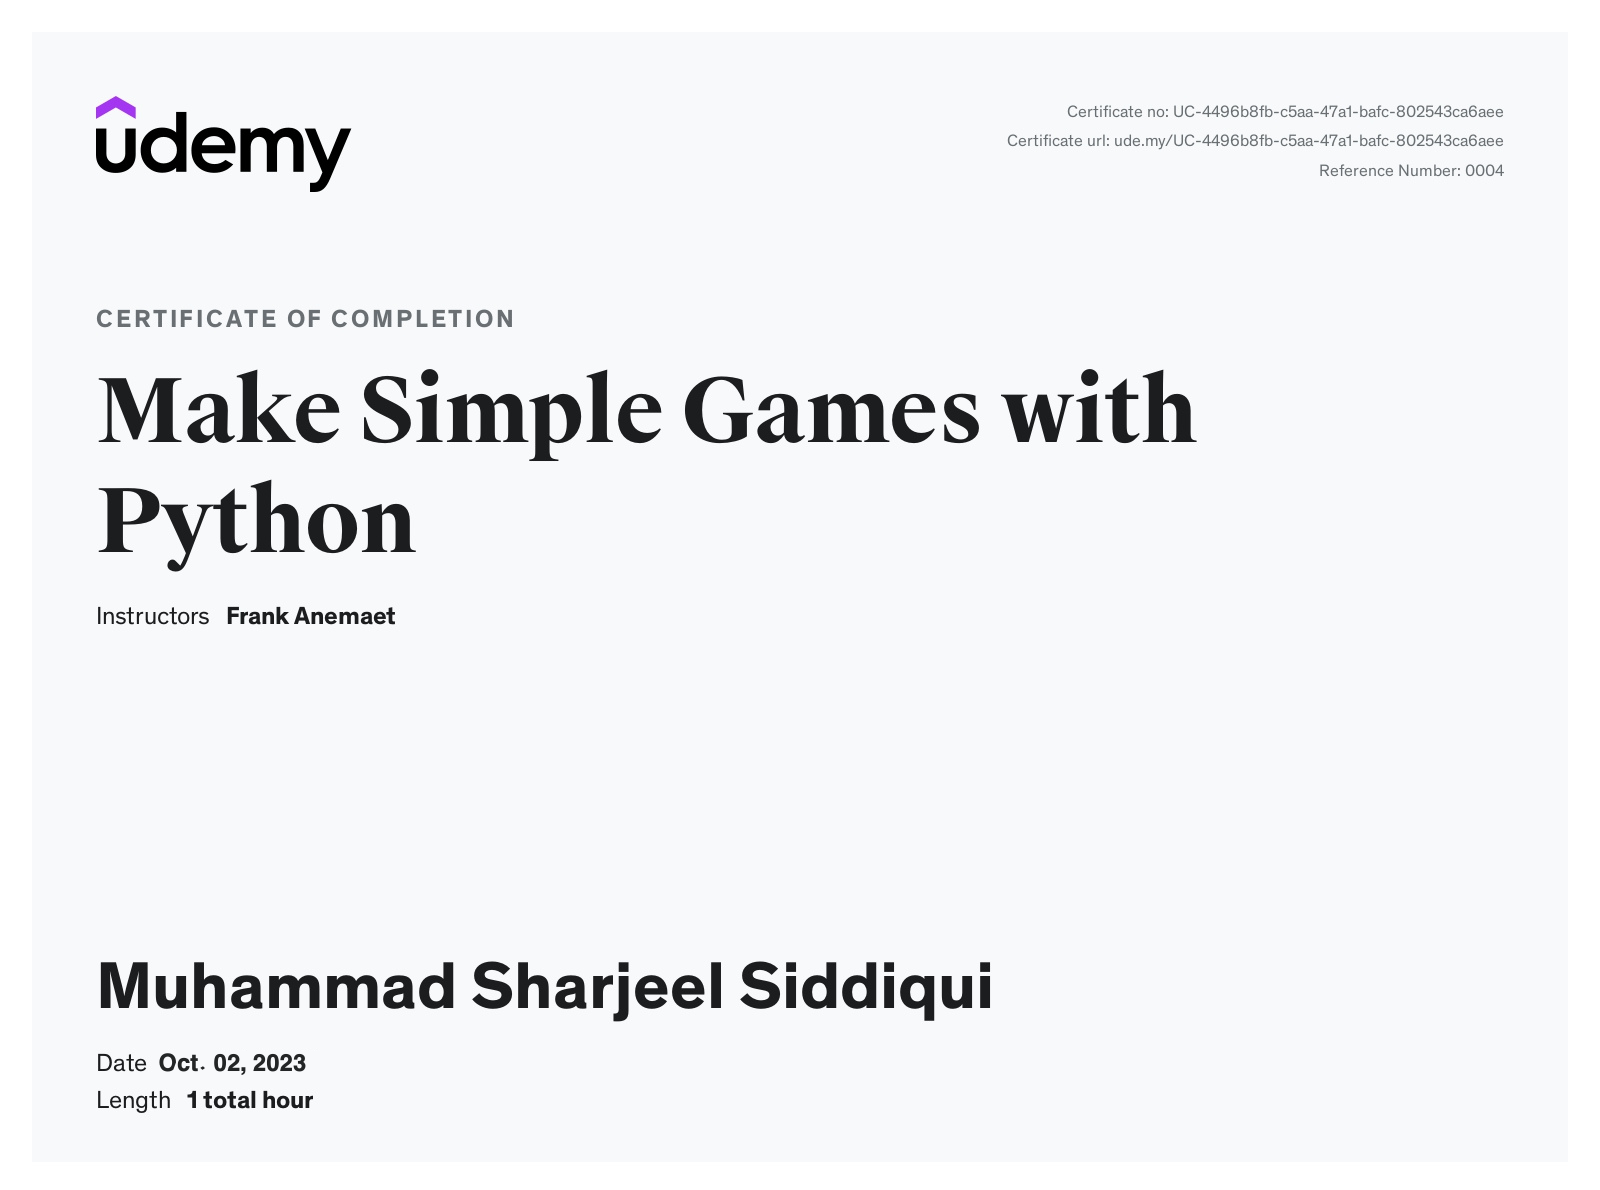 udemy
Certificate no: UC-4496b8fb-c5aa-47a1-bafc-802543ca6aee
Certificate url: ude.my/UC-4496b8fb-c5aa-47a1-bafc-802543ca6aee
Reference Number: 0004
CERTIFICATE OF COMPLETION
Make Simple Games with
Python
Instructors Frank Anemaet
Muhammad Sharjeel Siddiqui
Date Oct. 02, 2023
Length 1 total hour